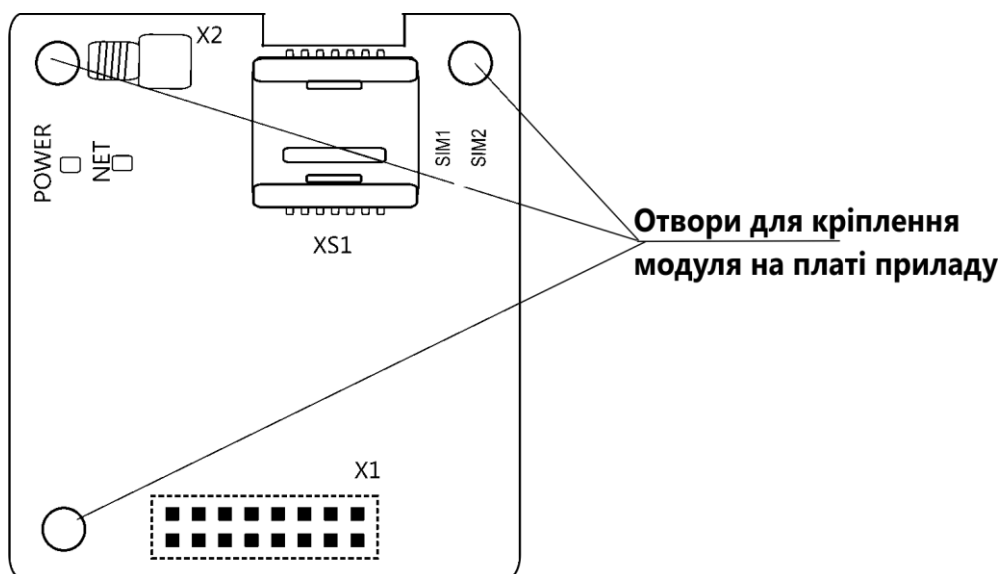 X2
POWER
NET
SIM1
SIM2
XS1
Отвори для кріплення
модуля на платі приладу
X1